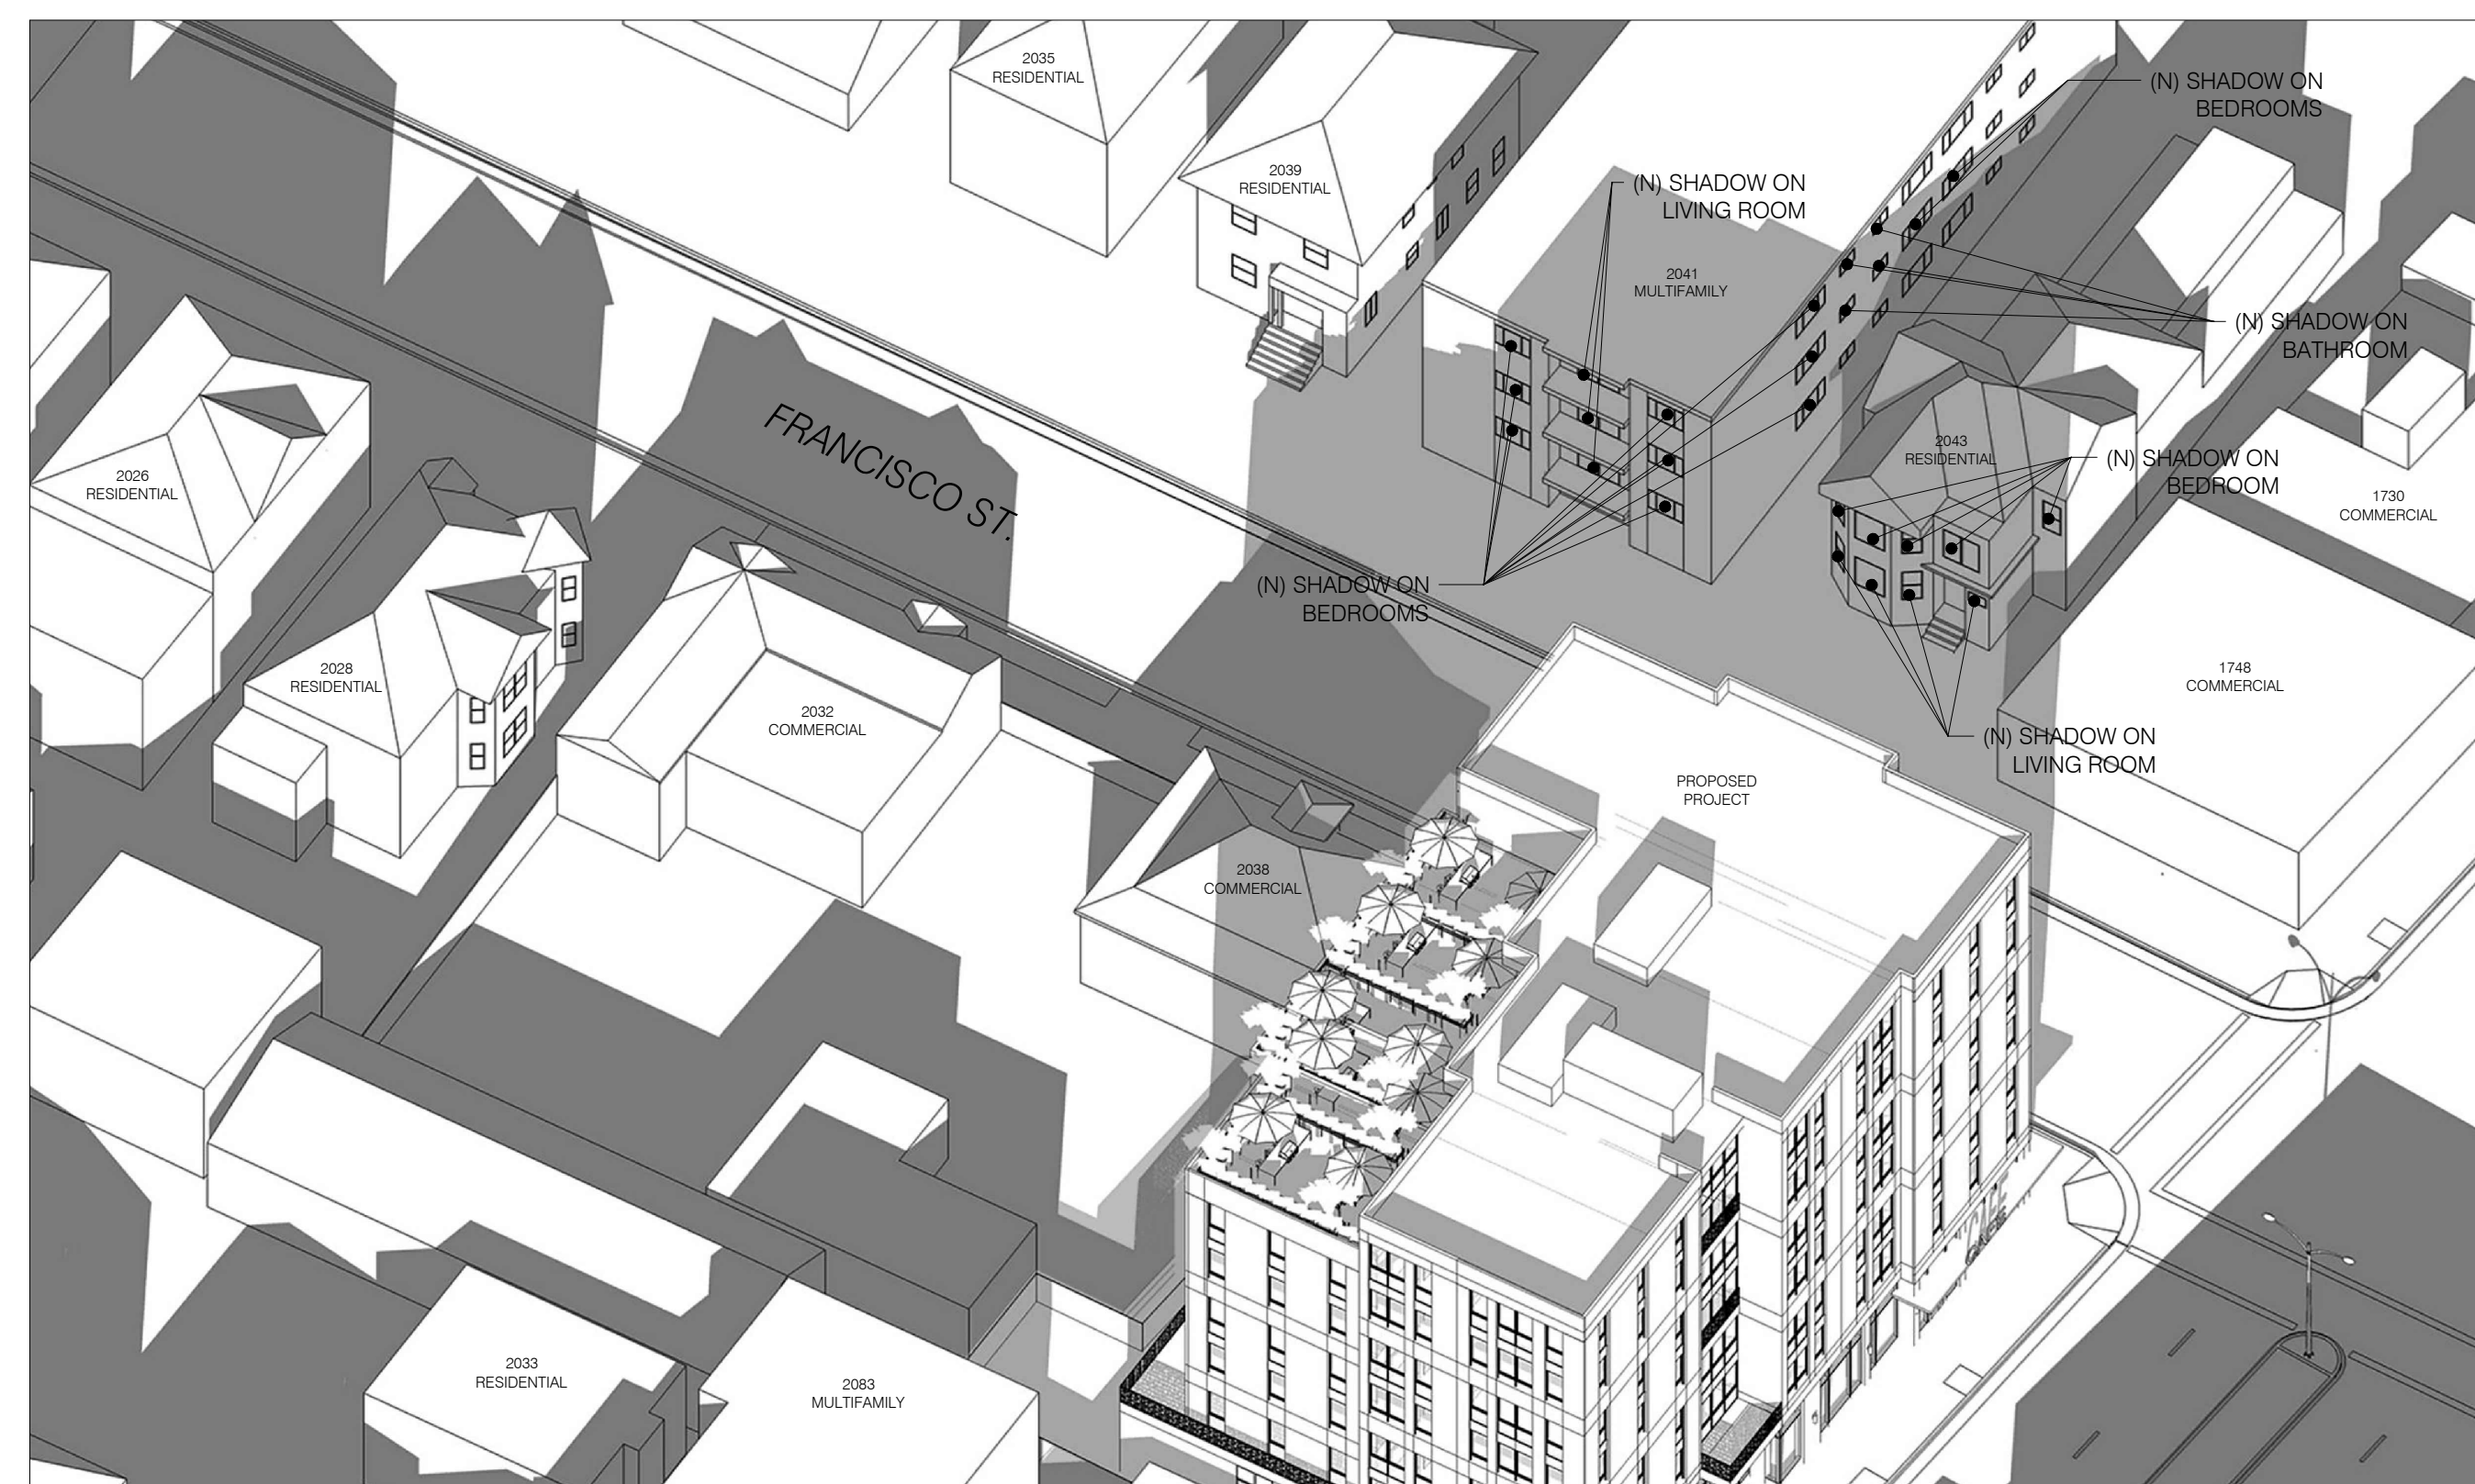 2035
RESIDENTIAL
(N) SHADOW ON
BEDROOMS
2039
RESIDENTIAL
(N) SHADOW ON
LIVING ROOM
2041
MULTIFAMILY
(N) SHADOW ON
BATHROOM
FRANCISCO ST.
2026
RESIDENTIAL
2043
RESIDENTIAL
(N) SHADOW ON
BEDROOM
1730
COMMERCIAL
(N) SHADOW ON
BEDROOMS
2028
RESIDENTIAL
2032
COMMERCIAL
1748
COMMERCIAL
(N) SHADOW ON
LIVING ROOM
PROPOSED
PROJECT
2038
COMMERCIAL
CAFE
2033
RESIDENTIAL
2083
MULTIFAMILY